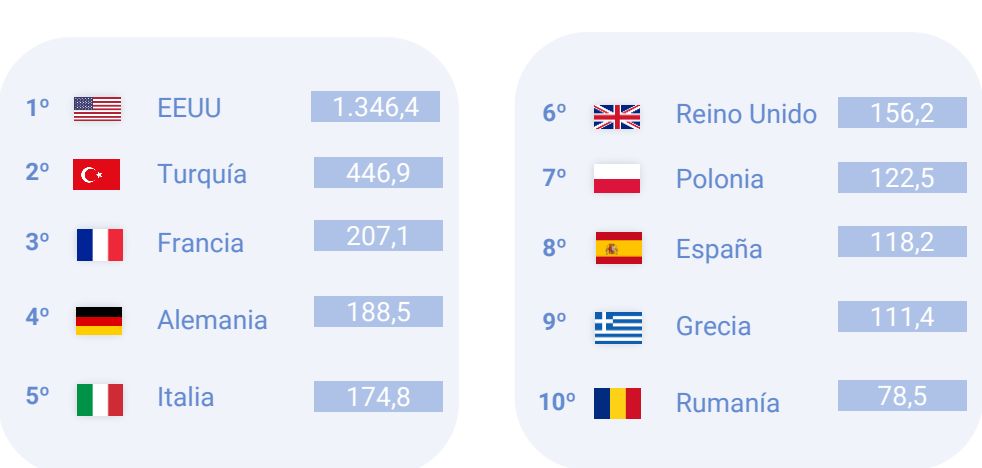 1º EEUU 1.346,4
2º Turquía 446,9
3º Francia 207,1
4º Alemania 188,5
5º Italia 174,8
6º Reino Unido 156,2
7º Polonia 122,5
8º España 118,2
9º Grecia 111,4
10º Rumanía 78,5